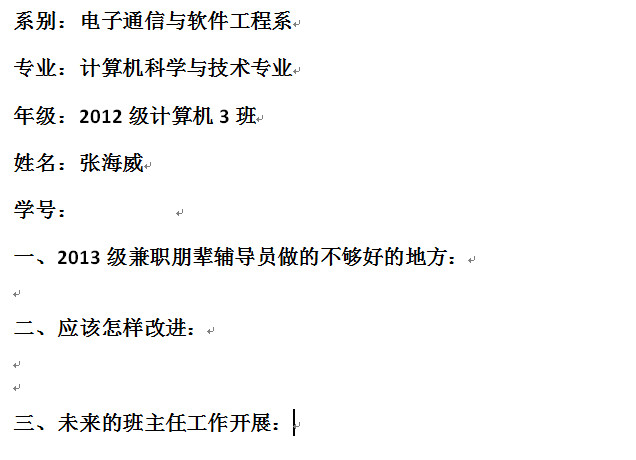 系别：电子通信与软件工程系
专业：计算机科学与技术专业
年级：2012 级计算机 3 班
姓名：张海威
学号：
一、2013 级兼职朋辈辅导员做的不够好的地方：
二、应该怎样改进：
三、未来的班主任工作开展：